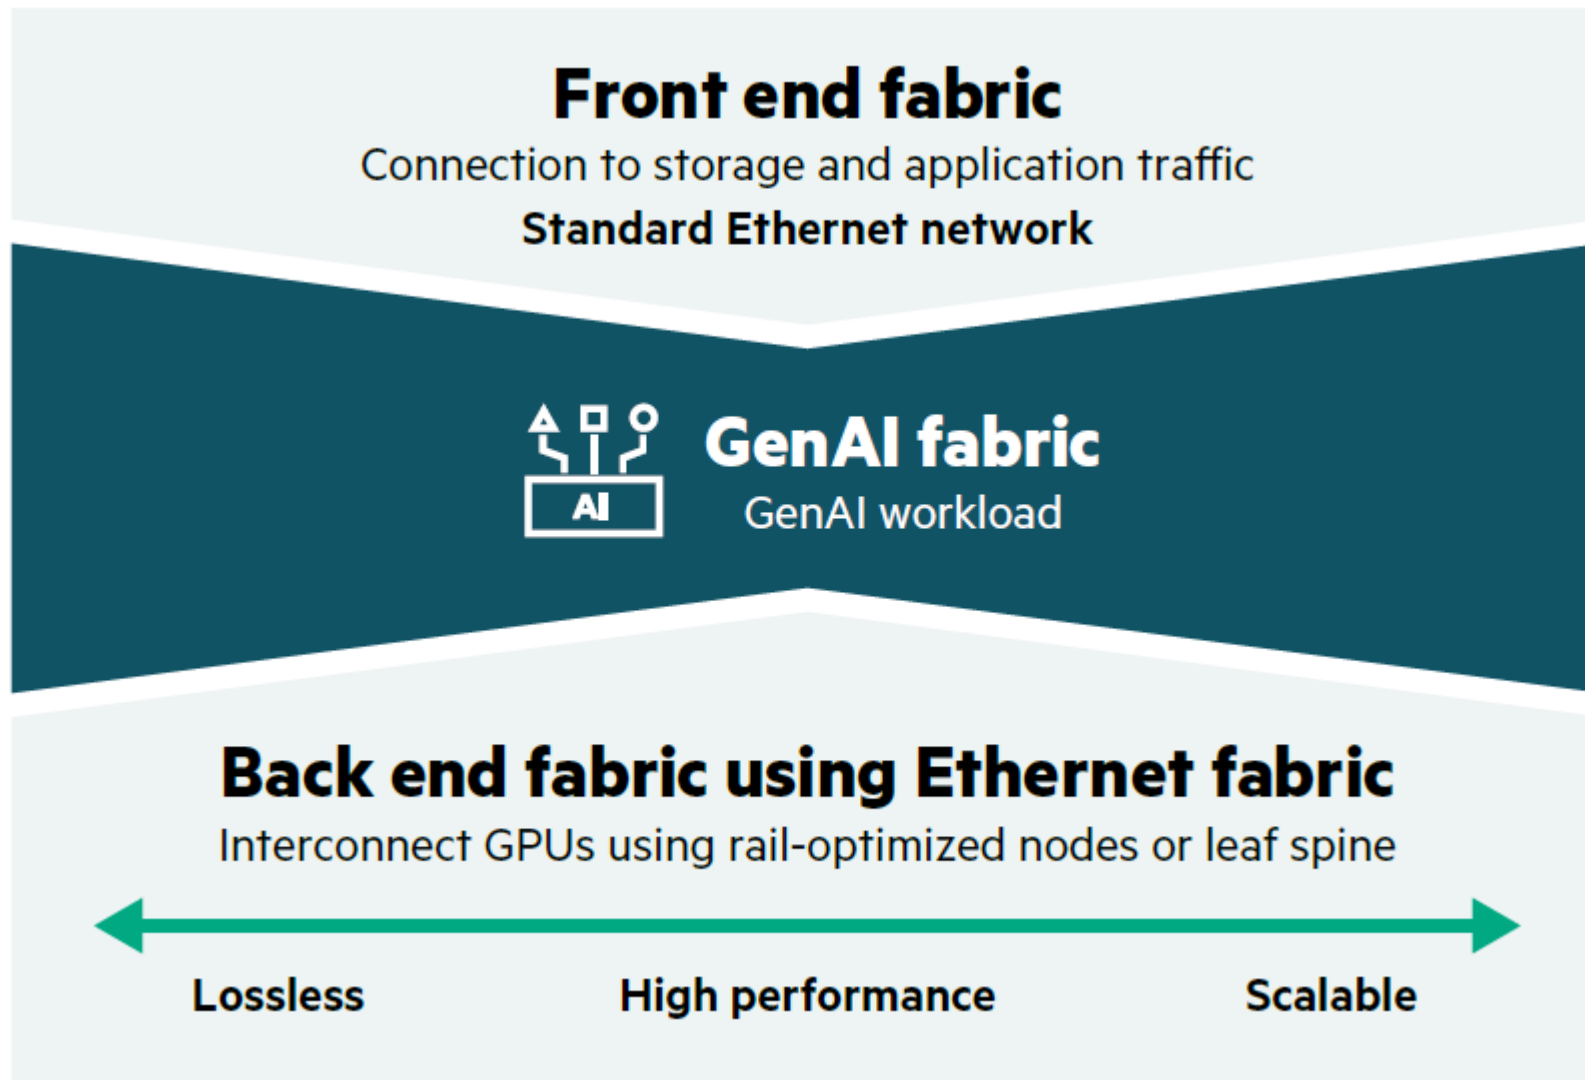 Front end fabric
Connection to storage and application traffic
Standard Ethernet network
AI
GenAI fabric
GenAI workload
Back end fabric using Ethernet fabric
Interconnect GPUs using rail-optimized nodes or leaf spine
Lossless
High performance
Scalable